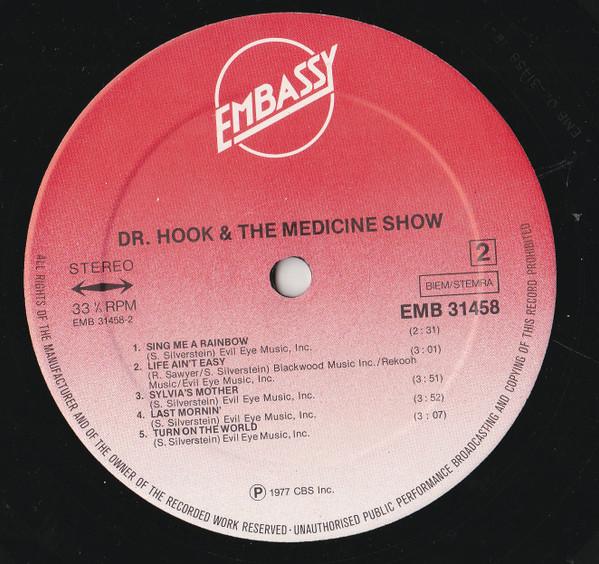 EMBASSY
DR. HOOK & THE MEDICINE SHOW
STEREO
33 ⅓ RPM
EMB 31458-2
2
BIEM/STEMRA
EMB 31458
1. SING ME A RAINBOW (2:31)
(S. Silverstein) Evil Eye Music, Inc.
2. LIFE AIN'T EASY (3:01)
(R. Sawyer/S. Silverstein) Blackwood Music Inc./Rekooh
Music/Evil Eye Music, Inc.
3. SYLVIA'S MOTHER (3:51)
(S. Silverstein) Evil Eye Music, Inc.
4. LAST MORNIN' (3:52)
(S. Silverstein) Evil Eye Music, Inc.
5. TURN ON THE WORLD (3:07)
(S. Silverstein) Evil Eye Music, Inc.
Ⓟ 1977 CBS Inc.
ALL RIGHTS OF THE MANUFACTURER AND OF THE OWNER OF THE RECORDED WORK RESERVED · UNAUTHORISED PUBLIC PERFORMANCE BROADCASTING AND COPYING OF THIS RECORD PROHIBITED